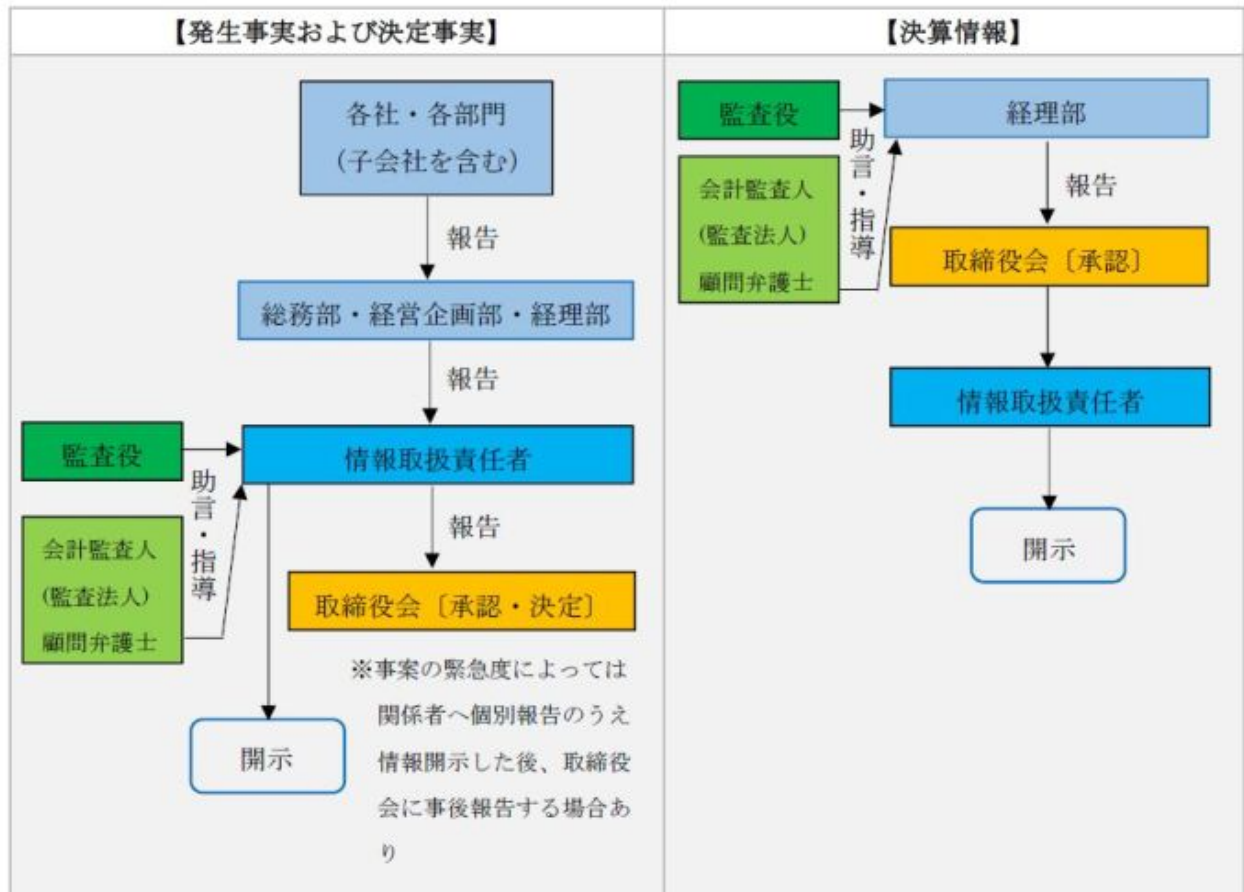 【発生事実および決定事実】
各社・各部門
（子会社を含む）
報告
総務部・経営企画部・経理部
報告
監査役
情報取扱責任者
助言・指導
会計監査人
(監査法人)
顧問弁護士
報告
取締役会〔承認・決定〕
※事案の緊急度によっては
関係者へ個別報告のうえ
情報開示した後、取締役
会に事後報告する場合あ
り
開示
【決算情報】
監査役
経理部
助言・指導
会計監査人
(監査法人)
顧問弁護士
報告
取締役会〔承認〕
情報取扱責任者
開示